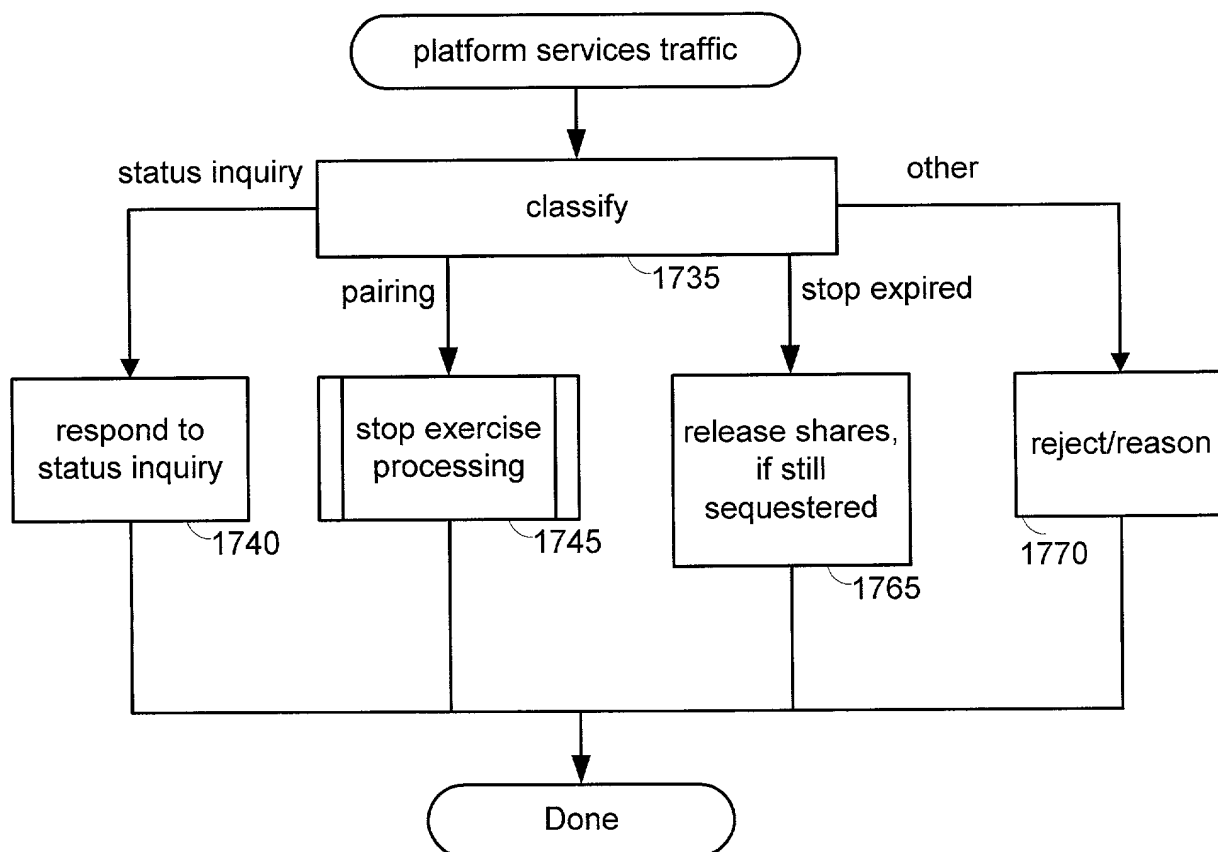 platform services traffic
status inquiry
other
classify
1735
pairing
stop expired
respond to
status inquiry
1740
stop exercise
processing
1745
release shares,
if still
sequestered
1765
reject/reason
1770
Done